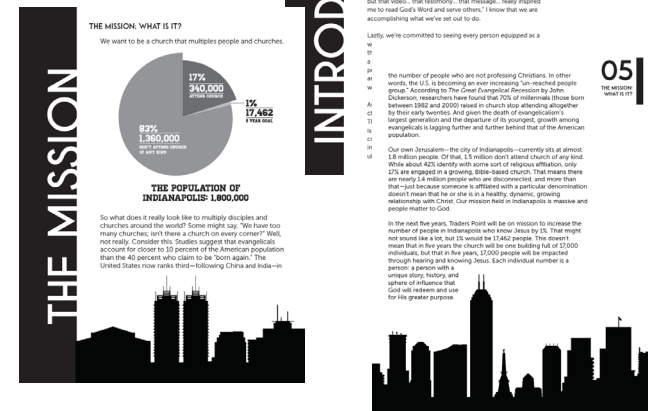 THE MISSION
THE MISSION: WHAT IS IT?
We want to be a church that multiples people and churches.
17%
340,000
ATTEND CHURCH
1%
17,462
5 YEAR GOAL
83%
1,360,000
DON'T ATTEND CHURCH
OF ANY KIND
THE POPULATION OF
INDIANAPOLIS: 1,800,000
So what does it really look like to multiply disciples and
churches around the world? Some might say, "We have too
many churches; isn't there a church on every corner?" Well,
not really. Consider this. Studies suggest that evangelicals
account for closer to 10 percent of the American population
than the 40 percent who claim to be "born again." The
United States now ranks third—following China and India—in
INTROD
but that video... that testimony... that message... really inspired
me to read God's Word and serve others," I know that we are
accomplishing what we've set out to do.
Lastly, we're committed to seeing every person equipped as a
the number of people who are not professing Christians. In other
words, the U.S. is becoming an ever increasing "un-reached people
group." According to The Great Evangelical Recession by John
Dickerson, researchers have found that 70% of millennials (those born
between 1982 and 2000) raised in church stop attending altogether
by their early twenties. And given the death of evangelicalism's
largest generation and the departure of its youngest, growth among
evangelicals is lagging further and further behind that of the American
population.
Our own Jerusalem—the city of Indianapolis—currently sits at almost
1.8 million people. Of that, 1.5 million don't attend church of any kind.
While about 42% identify with some sort of religious affiliation, only
17% are engaged in a growing, Bible-based church. That means there
are nearly 1.4 million people who are disconnected, and more than
that—just because someone is affiliated with a particular denomination
doesn't mean that he or she is in a healthy, dynamic, growing
relationship with Christ. Our mission field in Indianapolis is massive and
people matter to God.
In the next five years, Traders Point will be on mission to increase the
number of people in Indianapolis who know Jesus by 1%. That might
not sound like a lot, but 1% would be 17,462 people. This doesn't
mean that in five years the church will be one building full of 17,000
individuals, but that in five years, 17,000 people will be impacted
through hearing and knowing Jesus. Each individual number is a
person: a person with a
unique story, history, and
sphere of influence that
God will redeem and use
for His greater purpose.
05
THE MISSION:
WHAT IS IT?